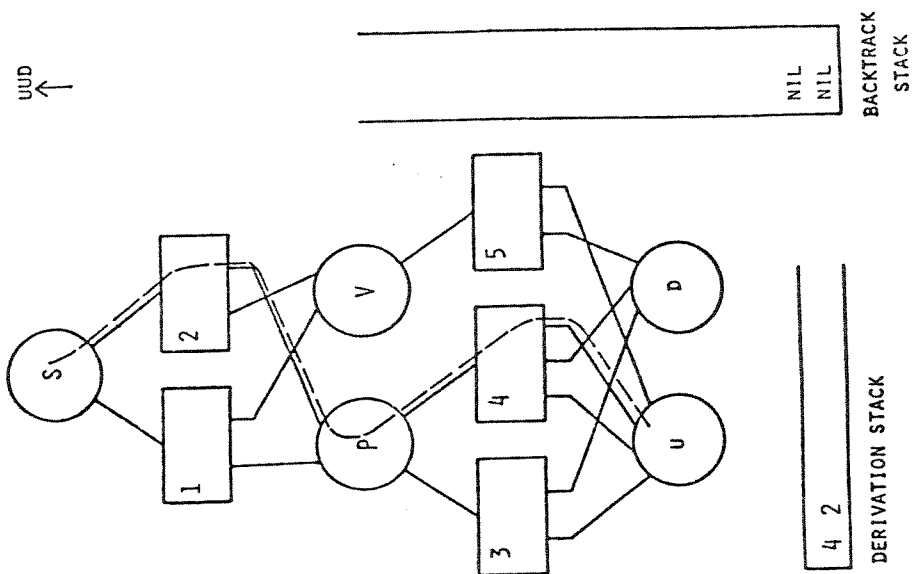 UUD
S
1
2
P
V
3
4
5
U
D
4 2
DERIVATION STACK
NIL
NIL
BACKTRACK
STACK